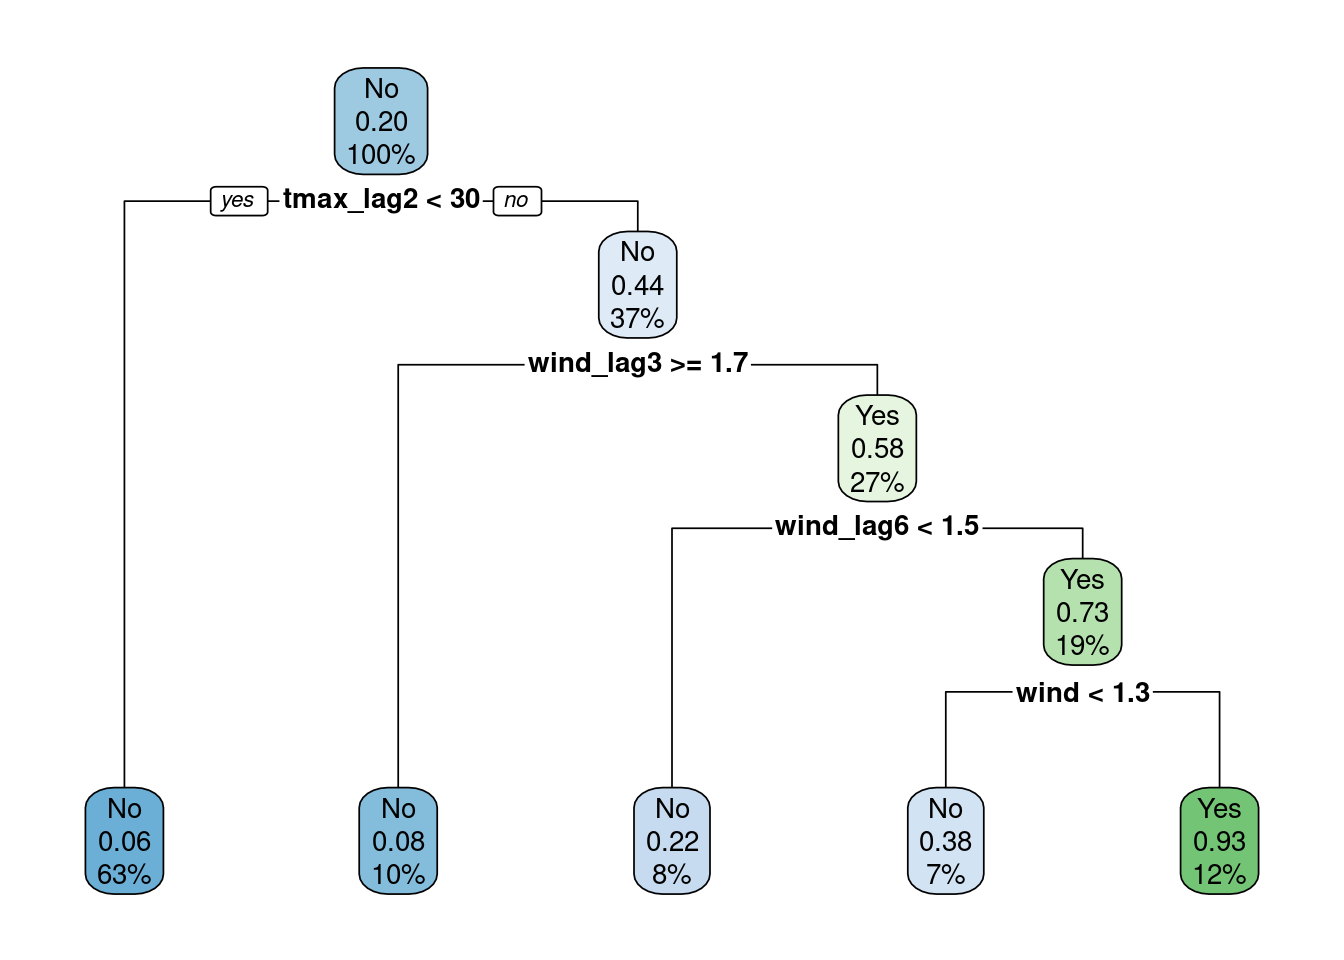 No
0.20
100%
yes
tmax_lag2 < 30
no
No
0.44
37%
wind_lag3 >= 1.7
Yes
0.58
27%
wind_lag6 < 1.5
Yes
0.73
19%
wind < 1.3
No
0.06
63%
No
0.08
10%
No
0.22
8%
No
0.38
7%
Yes
0.93
12%